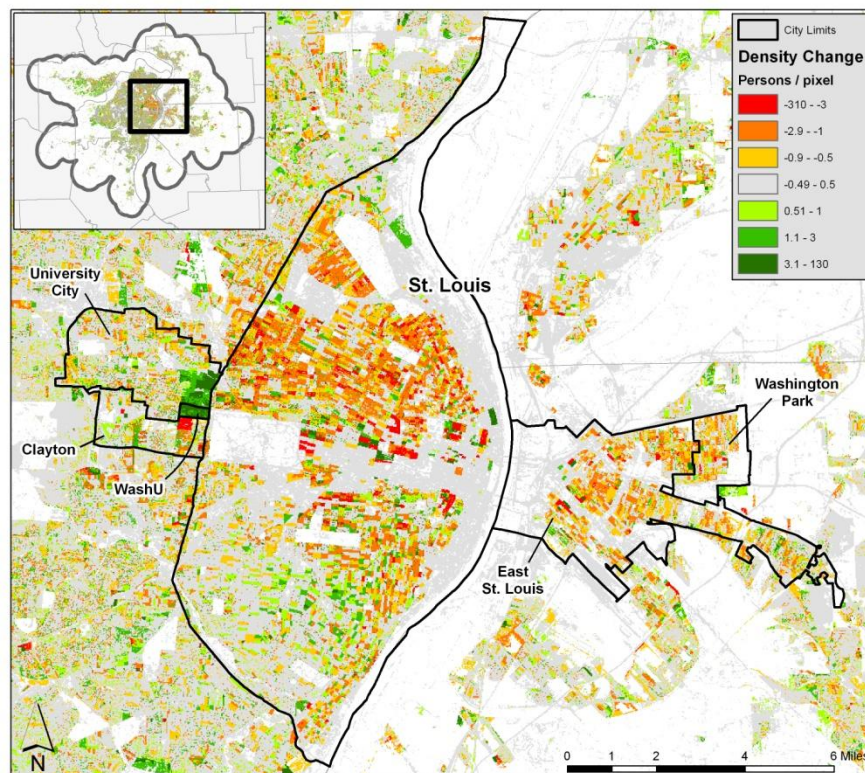 City Limits
Density Change
Persons / pixel
-310 - -3
-2.9 - -1
-0.9 - -0.5
-0.49 - 0.5
0.51 - 1
1.1 - 3
3.1 - 130
University
City
St. Louis
Washington
Park
Clayton
WashU
East
St. Louis
N
0 1 2 4 6 Miles